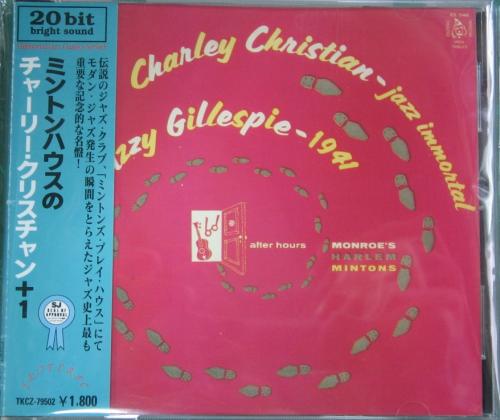 20 bit
bright sound
ミントンハウスの
チャーリー・クリスチャン+1
伝説のジャズ・クラブ、「ミントンズ・プレイ・ハウス」にて
モダン・ジャズ発生の瞬間をとらえたジャズ史上最も
重要な記念的な名盤!
SJ
TKCZ-79502 ¥1,800
Charley Christian-jazz immortal
zzy Gillespie-1941
after hours
MONROE'S
HARLEM
MINTONS